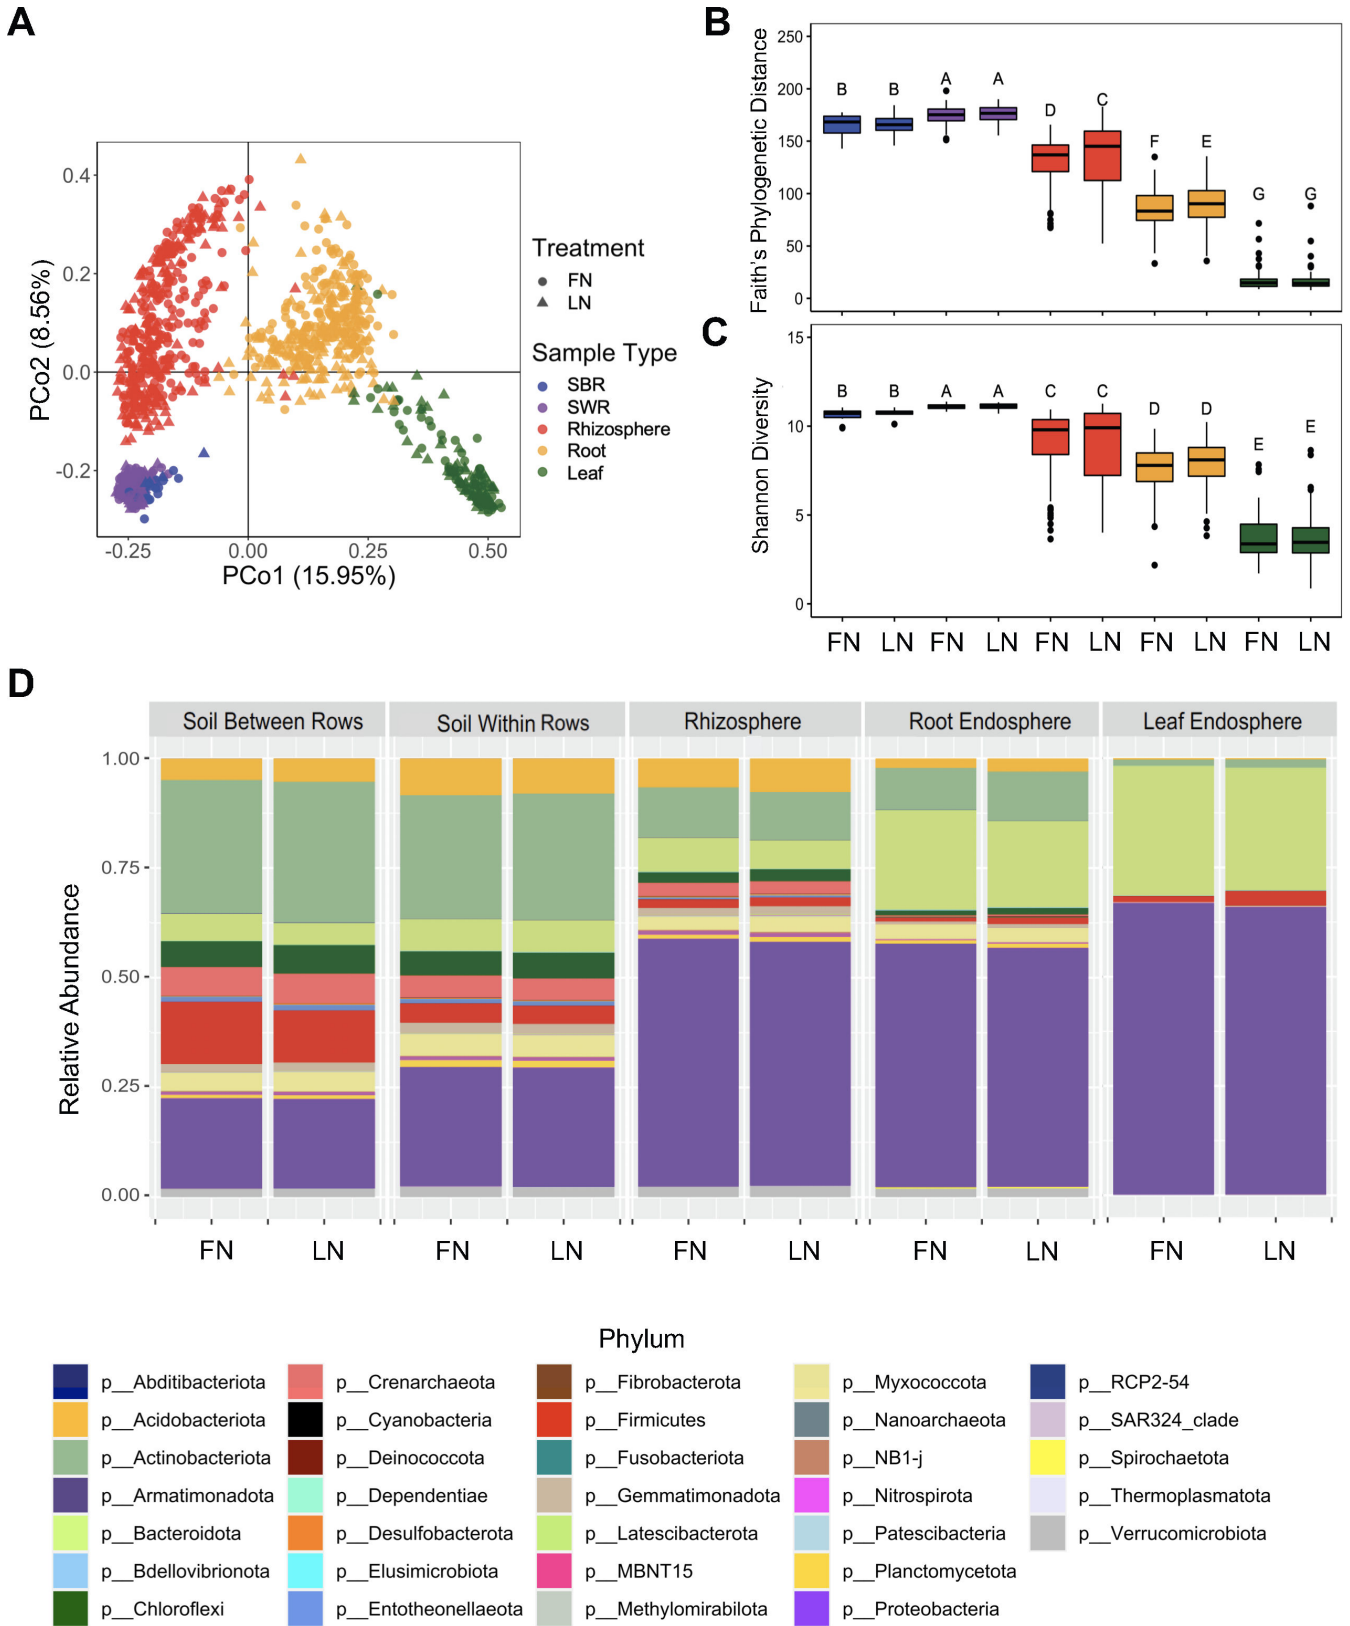 A
0.4
0.2
0.0
-0.2
PCo2 (8.56%)
-0.25 0.00 0.25 0.50
PCo1 (15.95%)
Treatment
FN
LN
Sample Type
SBR
SWR
Rhizosphere
Root
Leaf
B
Faith's Phylogenetic Distance
250
200
150
100
50
0
B B A A D C F E G G
C
Shannon Diversity
15
10
5
0
B B A A C C D D E E
FN LN FN LN FN LN FN LN FN LN
D
Soil Between Rows Soil Within Rows Rhizosphere Root Endosphere Leaf Endosphere
Relative Abundance
1.00
0.75
0.50
0.25
0.00
FN LN FN LN FN LN FN LN FN LN
Phylum
p__Abditibacteriota p__Crenarchaeota p__Fibrobacterota p__Myxococcota p__RCP2-54
p__Acidobacteriota p__Cyanobacteria p__Firmicutes p__Nanoarchaeota p__SAR324_clade
p__Actinobacteriota p__Deinococcota p__Fusobacteriota p__NB1-j p__Spirochaetota
p__Armatimonadota p__Dependentiae p__Gemmatimonadota p__Nitrospirota p__Thermoplasmatota
p__Bacteroidota p__Desulfobacterota p__Latescibacterota p__Patescibacteria p__Verrucomicrobiota
p__Bdellovibrionota p__Elusimicrobiota p__MBNT15 p__Planctomycetota
p__Chloroflexi p__Entotheonellaeota p__Methylomirabilota p__Proteobacteria